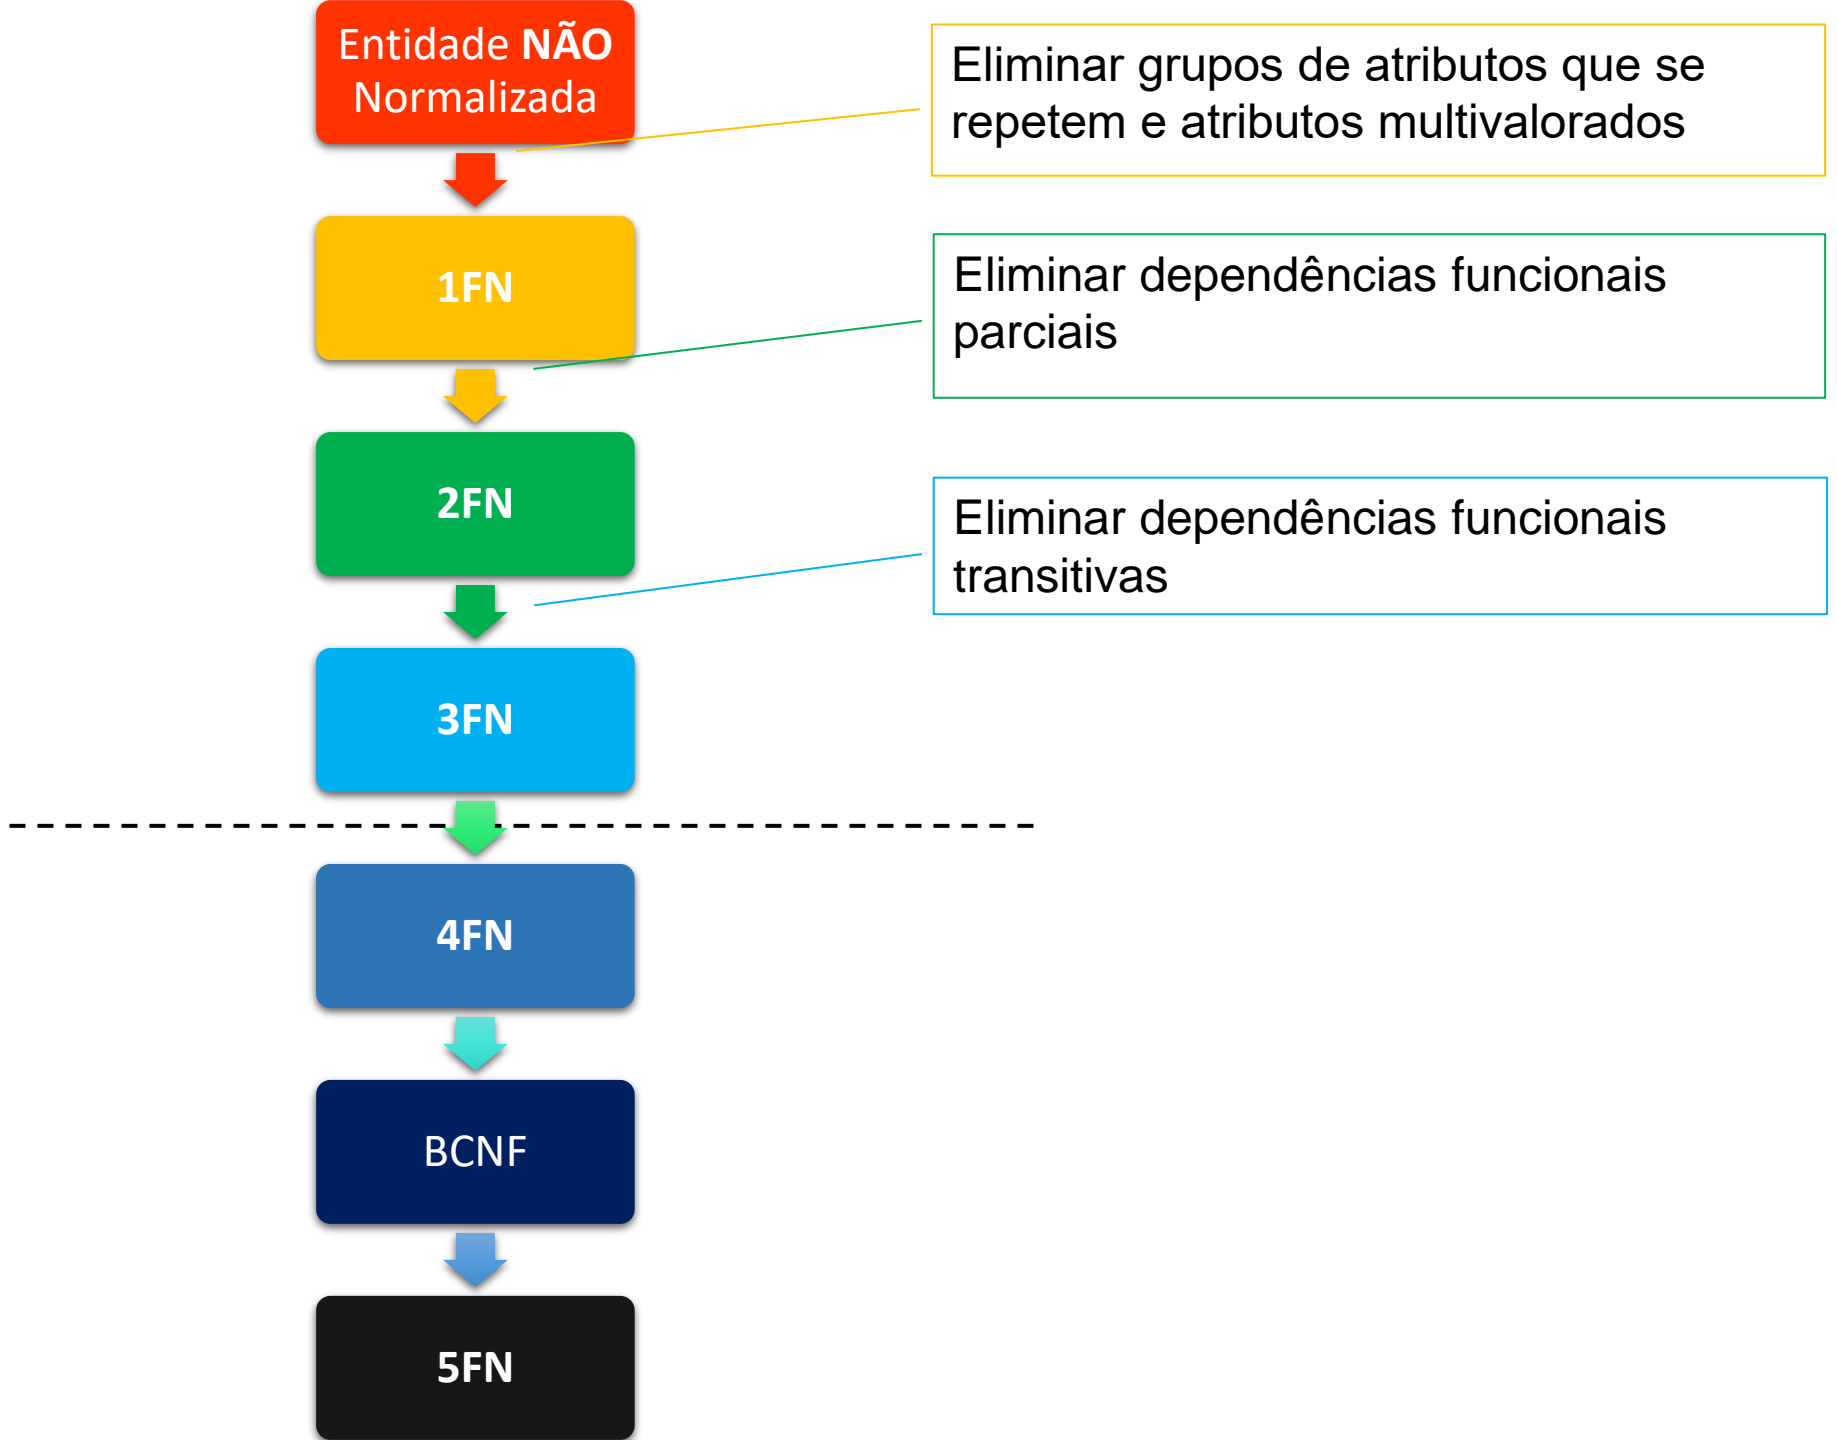 Entidade NÃO
Normalizada
Eliminar grupos de atributos que se
repetem e atributos multivalorados
1FN
Eliminar dependências funcionais
parciais
2FN
Eliminar dependências funcionais
transitivas
3FN
4FN
BCNF
5FN